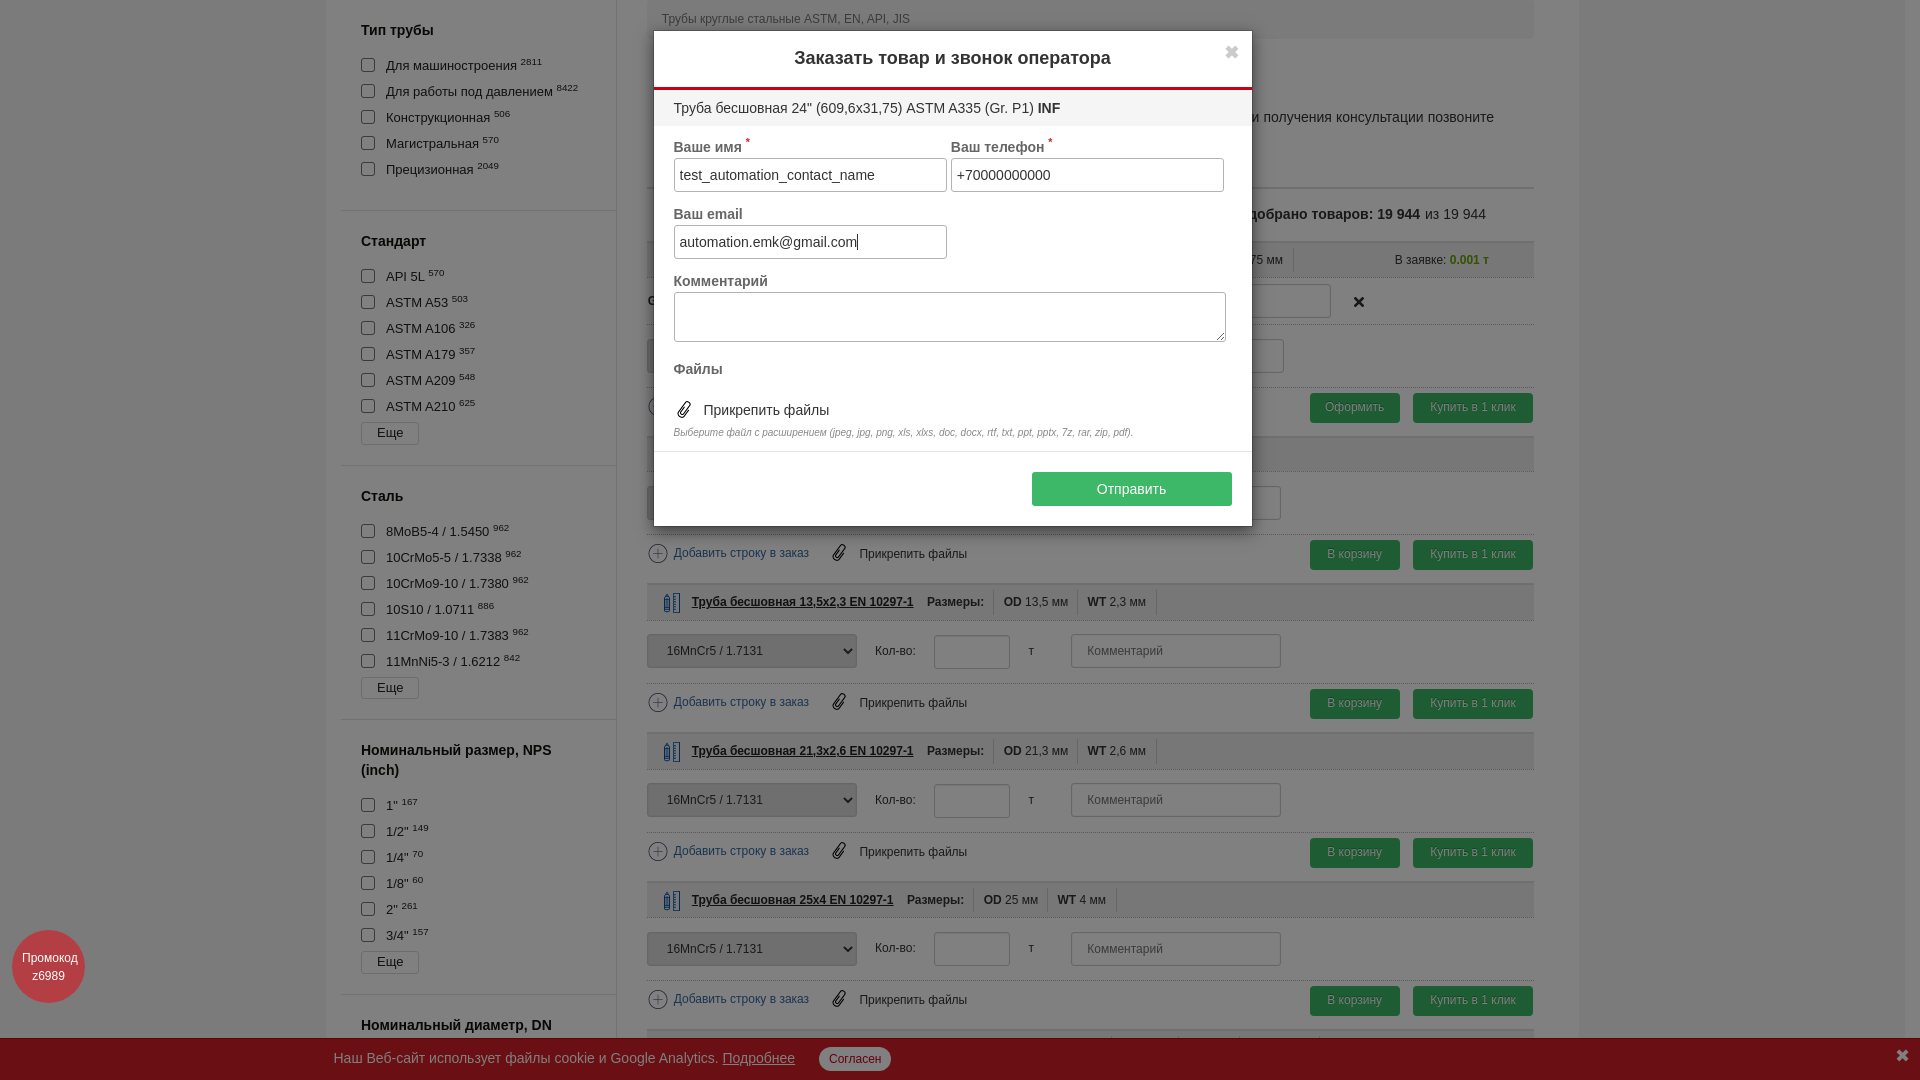 Тип трубы
Для машиностроения 2811
Для работы под давлением 8422
Конструкционная 506
Магистральная 570
Прецизионная 2049
Стандарт
API 5L 570
ASTM A53 503
ASTM A106 326
ASTM A179 357
ASTM A209 548
ASTM A210 625
Еще
Сталь
8MoB5-4 / 1.5450 962
10CrMo5-5 / 1.7338 962
10CrMo9-10 / 1.7380 962
10S10 / 1.0711 886
11CrMo9-10 / 1.7383 962
11MnNi5-3 / 1.6212 842
Еще
Номинальный размер, NPS
(inch)
1" 167
1/2" 149
1/4" 70
1/8" 60
2" 261
3/4" 157
Еще
Номинальный диаметр, DN
Промокод
z6989
Трубы круглые стальные ASTM, EN, API, JIS
и получения консультации позвоните
добрано товаров: 19 944 из 19 944
75 мм
В заявке: 0.001 т
Оформить Купить в 1 клик
Заказать товар и звонок оператора
Труба бесшовная 24" (609,6x31,75) ASTM A335 (Gr. P1) INF
Ваше имя * Ваш телефон *
test_automation_contact_name +70000000000
Ваш email
automation.emk@gmail.com
Комментарий
Файлы
Прикрепить файлы
Выберите файл с расширением (jpeg, jpg, png, xls, xlxs, doc, docx, rtf, txt, ppt, pptx, 7z, rar, zip, pdf).
Отправить
Добавить строку в заказ Прикрепить файлы В корзину Купить в 1 клик
Труба бесшовная 13,5x2,3 EN 10297-1 Размеры: OD 13,5 мм WT 2,3 мм
16MnCr5 / 1.7131 Кол-во: т Комментарий
Добавить строку в заказ Прикрепить файлы В корзину Купить в 1 клик
Труба бесшовная 21,3x2,6 EN 10297-1 Размеры: OD 21,3 мм WT 2,6 мм
16MnCr5 / 1.7131 Кол-во: т Комментарий
Добавить строку в заказ Прикрепить файлы В корзину Купить в 1 клик
Труба бесшовная 25x4 EN 10297-1 Размеры: OD 25 мм WT 4 мм
16MnCr5 / 1.7131 Кол-во: т Комментарий
Добавить строку в заказ Прикрепить файлы В корзину Купить в 1 клик
Наш Веб-сайт использует файлы cookie и Google Analytics. Подробнее Согласен